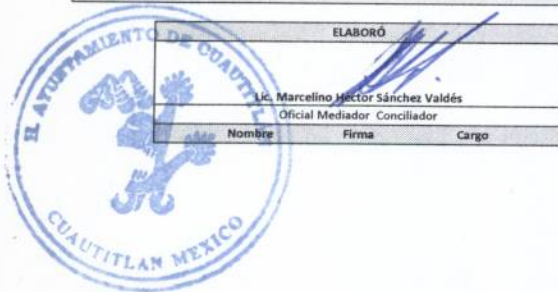 ELABORÓ
Lic. Marcelino Héctor Sánchez Valdés
Oficial Mediador Conciliador
Nombre Firma Cargo
H. AYUNTAMIENTO DE CUAUTITLAN
CUAUTITLAN MEXICO